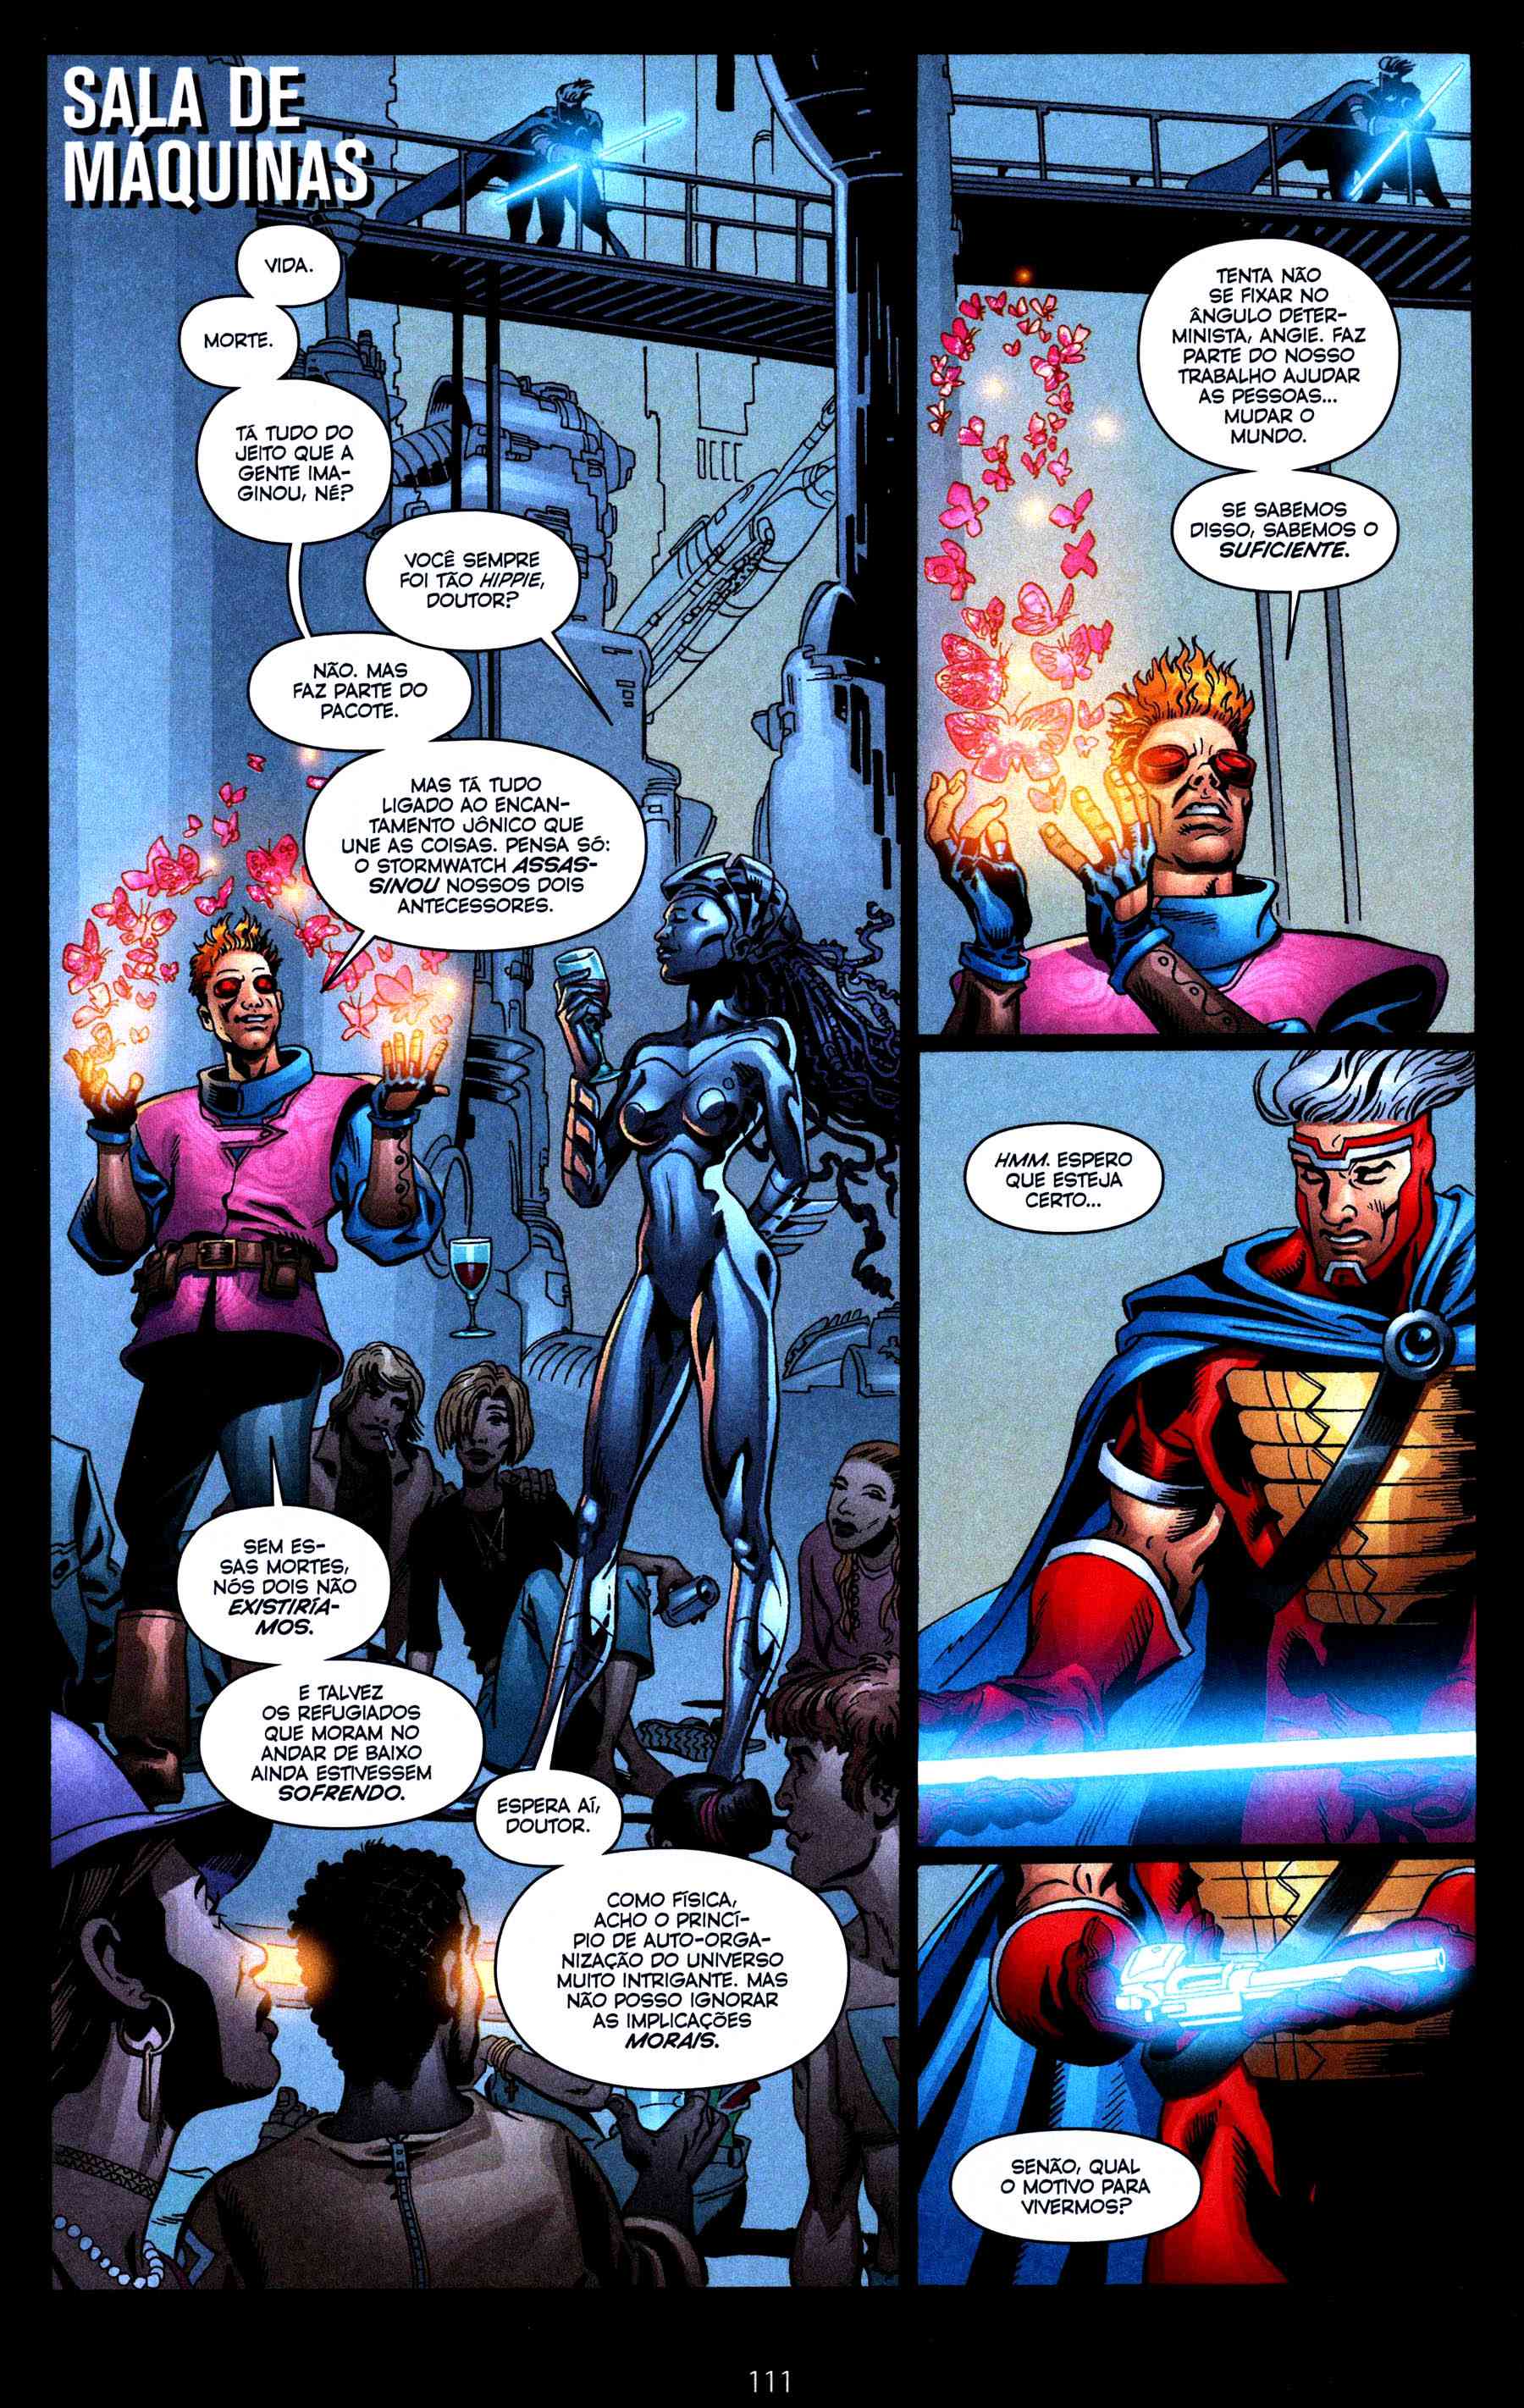 SALA DE
MÁQUINAS
VIDA.
MORTE.
TÁ TUDO DO
JEITO QUE A
GENTE IMA-
GINOU, NÉ?
VOCÊ SEMPRE
FOI TÃO HIPPIE,
DOUTOR?
NÃO. MAS
FAZ PARTE DO
PACOTE.
MAS TÁ TUDO
LIGADO AO ENCAN-
TAMENTO JÔNICO QUE
UNE AS COISAS. PENSA SÓ:
O STORMWATCH ASSAS-
SINOU NOSSOS DOIS
ANTECESSORES.
SEM ES-
SAS MORTES,
NÓS DOIS NÃO
EXISTIRÍA-
MOS.
E TALVEZ
OS REFUGIADOS
QUE MORAM NO
ANDAR DE BAIXO
AINDA ESTIVESSEM
SOFRENDO.
ESPERA AÍ,
DOUTOR.
COMO FÍSICA,
ACHO O PRINCÍ-
PIO DE AUTO-ORGA-
NIZAÇÃO DO UNIVERSO
MUITO INTRIGANTE. MAS
NÃO POSSO IGNORAR
AS IMPLICAÇÕES
MORAIS.
TENTA NÃO
SE FIXAR NO
ÂNGULO DETER-
MINISTA, ANGIE. FAZ
PARTE DO NOSSO
TRABALHO AJUDAR
AS PESSOAS...
MUDAR O
MUNDO.
SE SABEMOS
DISSO, SABEMOS O
SUFICIENTE.
HMM. ESPERO
QUE ESTEJA
CERTO...
SENÃO, QUAL
O MOTIVO PARA
VIVERMOS?
111